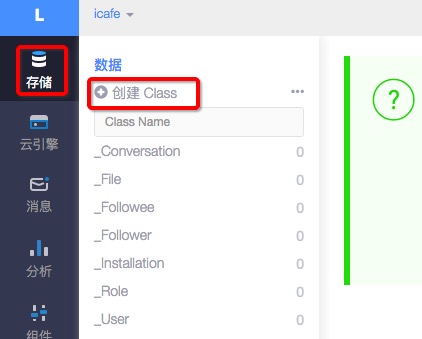 L
icafe
存储
云引擎
消息
分析
组件
数据
创建 Class
Class Name
_Conversation 0
_File 0
_Followee 0
_Follower 0
_Installation 0
_Role 0
_User 0
?